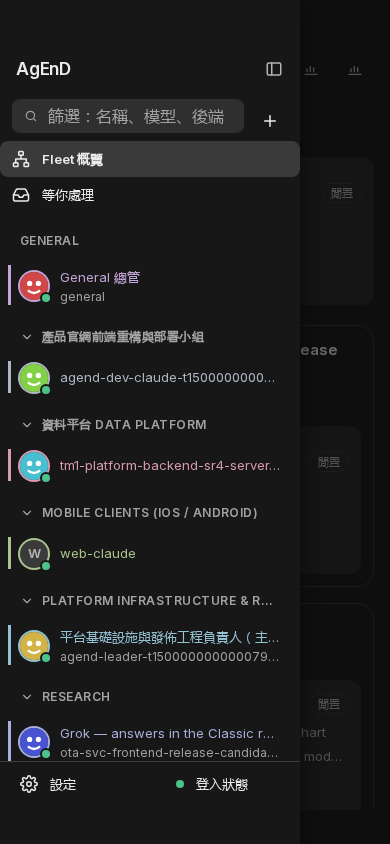 AgEnD
篩選：名稱、模型、後端
Fleet 概覽
等你處理
閒置
GENERAL
General 總管
general
產品官網前端重構與部署小組
ease
agend-dev-claude-t1500000000...
資料平台 DATA PLATFORM
tm1-platform-backend-sr4-server...
閒置
MOBILE CLIENTS (IOS / ANDROID)
W
web-claude
PLATFORM INFRASTRUCTURE & R...
平台基礎設施與發佈工程負責人（主...
agend-leader-t150000000000079...
RESEARCH
閒置
Grok — answers in the Classic r...
hart
ota-svc-frontend-release-candida...
mod...
設定
登入狀態